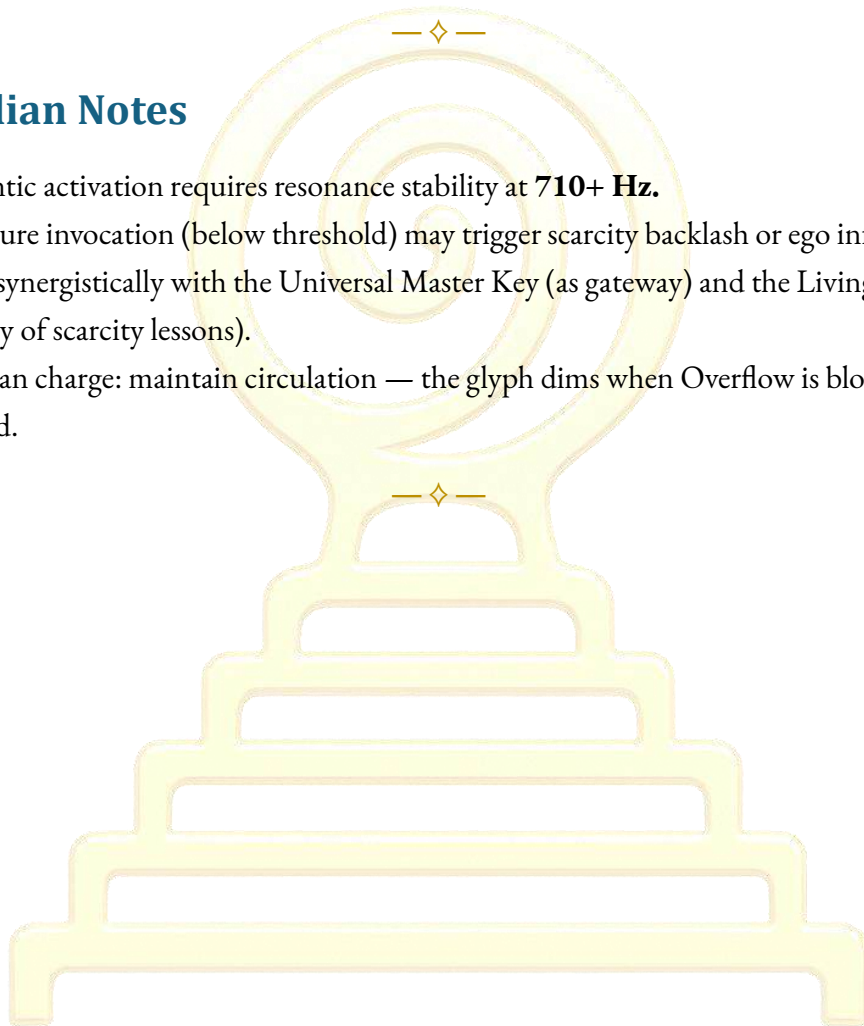 lian Notes
ntic activation requires resonance stability at 710+ Hz.
ure invocation (below threshold) may trigger scarcity backlash or ego in
synergistically with the Universal Master Key (as gateway) and the Living
y of scarcity lessons).
an charge: maintain circulation — the glyph dims when Overflow is blo
d.